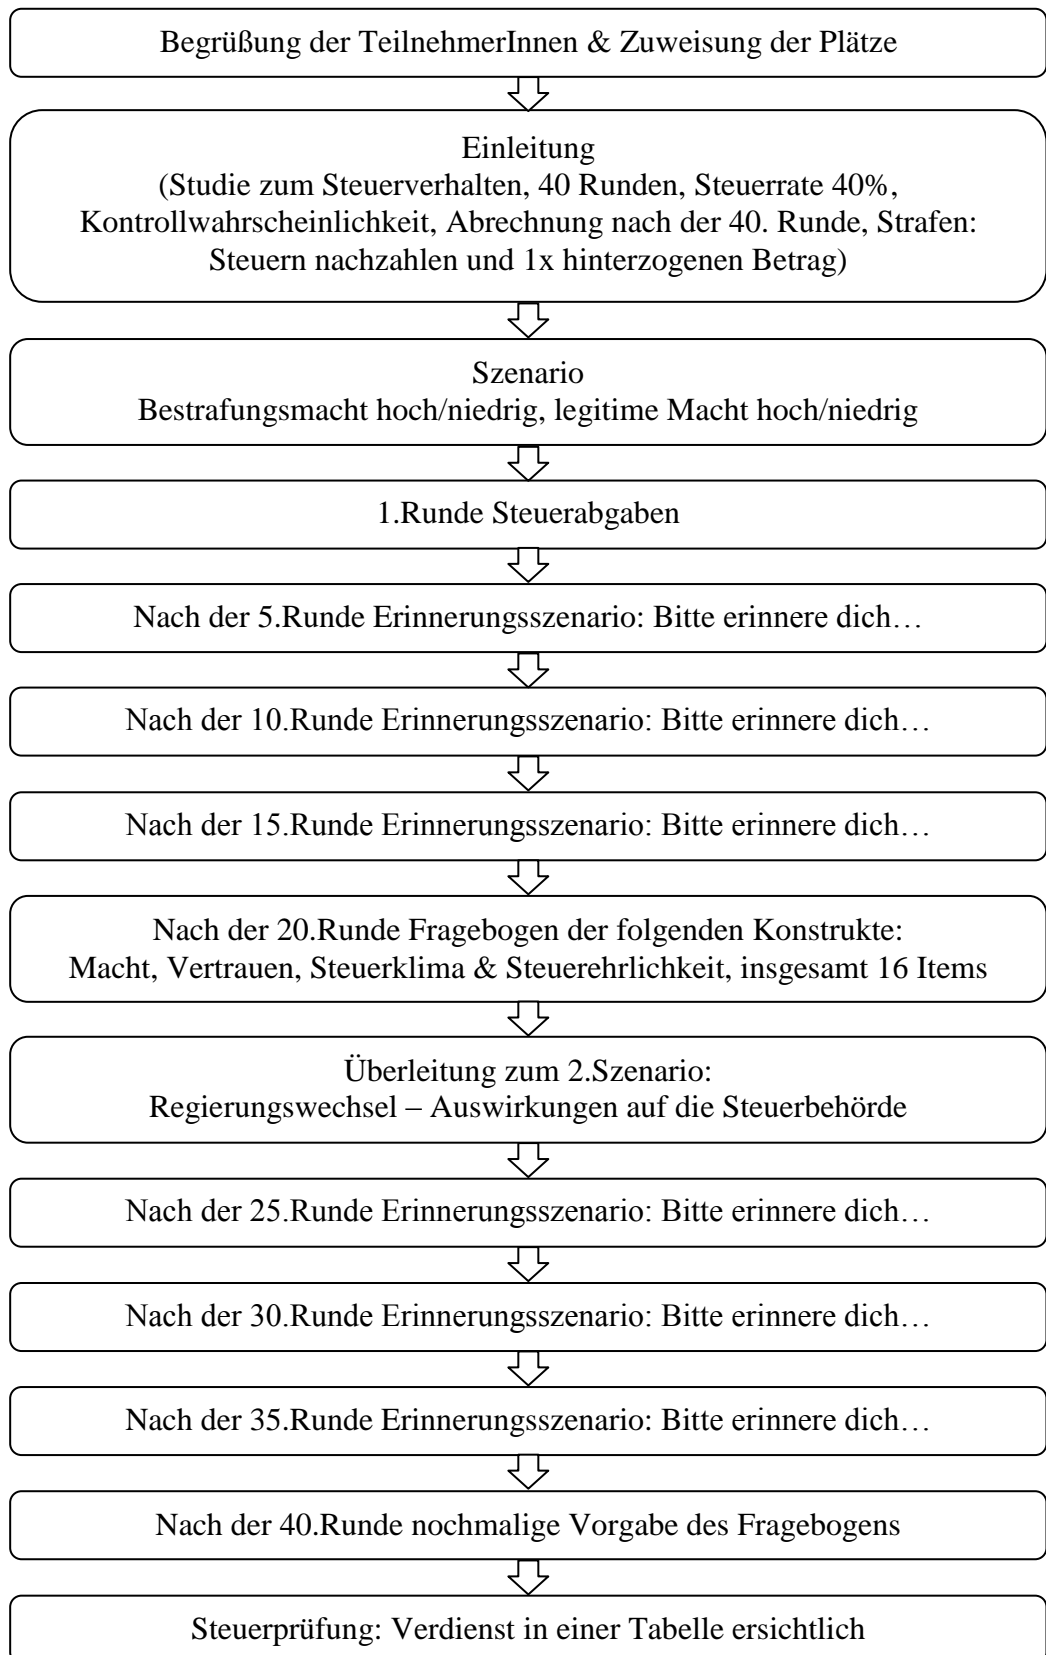 Begrüßung der TeilnehmerInnen & Zuweisung der Plätze
Einleitung
(Studie zum Steuerverhalten, 40 Runden, Steuerrate 40%,
Kontrollwahrscheinlichkeit, Abrechnung nach der 40. Runde, Strafen:
Steuern nachzahlen und 1x hinterzogenen Betrag)
Szenario
Bestrafungsmacht hoch/niedrig, legitime Macht hoch/niedrig
1.Runde Steuerabgaben
Nach der 5.Runde Erinnerungsszenario: Bitte erinnere dich…
Nach der 10.Runde Erinnerungsszenario: Bitte erinnere dich…
Nach der 15.Runde Erinnerungsszenario: Bitte erinnere dich…
Nach der 20.Runde Fragebogen der folgenden Konstrukte:
Macht, Vertrauen, Steuerklima & Steuerehrlichkeit, insgesamt 16 Items
Überleitung zum 2.Szenario:
Regierungswechsel – Auswirkungen auf die Steuerbehörde
Nach der 25.Runde Erinnerungsszenario: Bitte erinnere dich…
Nach der 30.Runde Erinnerungsszenario: Bitte erinnere dich…
Nach der 35.Runde Erinnerungsszenario: Bitte erinnere dich…
Nach der 40.Runde nochmalige Vorgabe des Fragebogens
Steuerprüfung: Verdienst in einer Tabelle ersichtlich